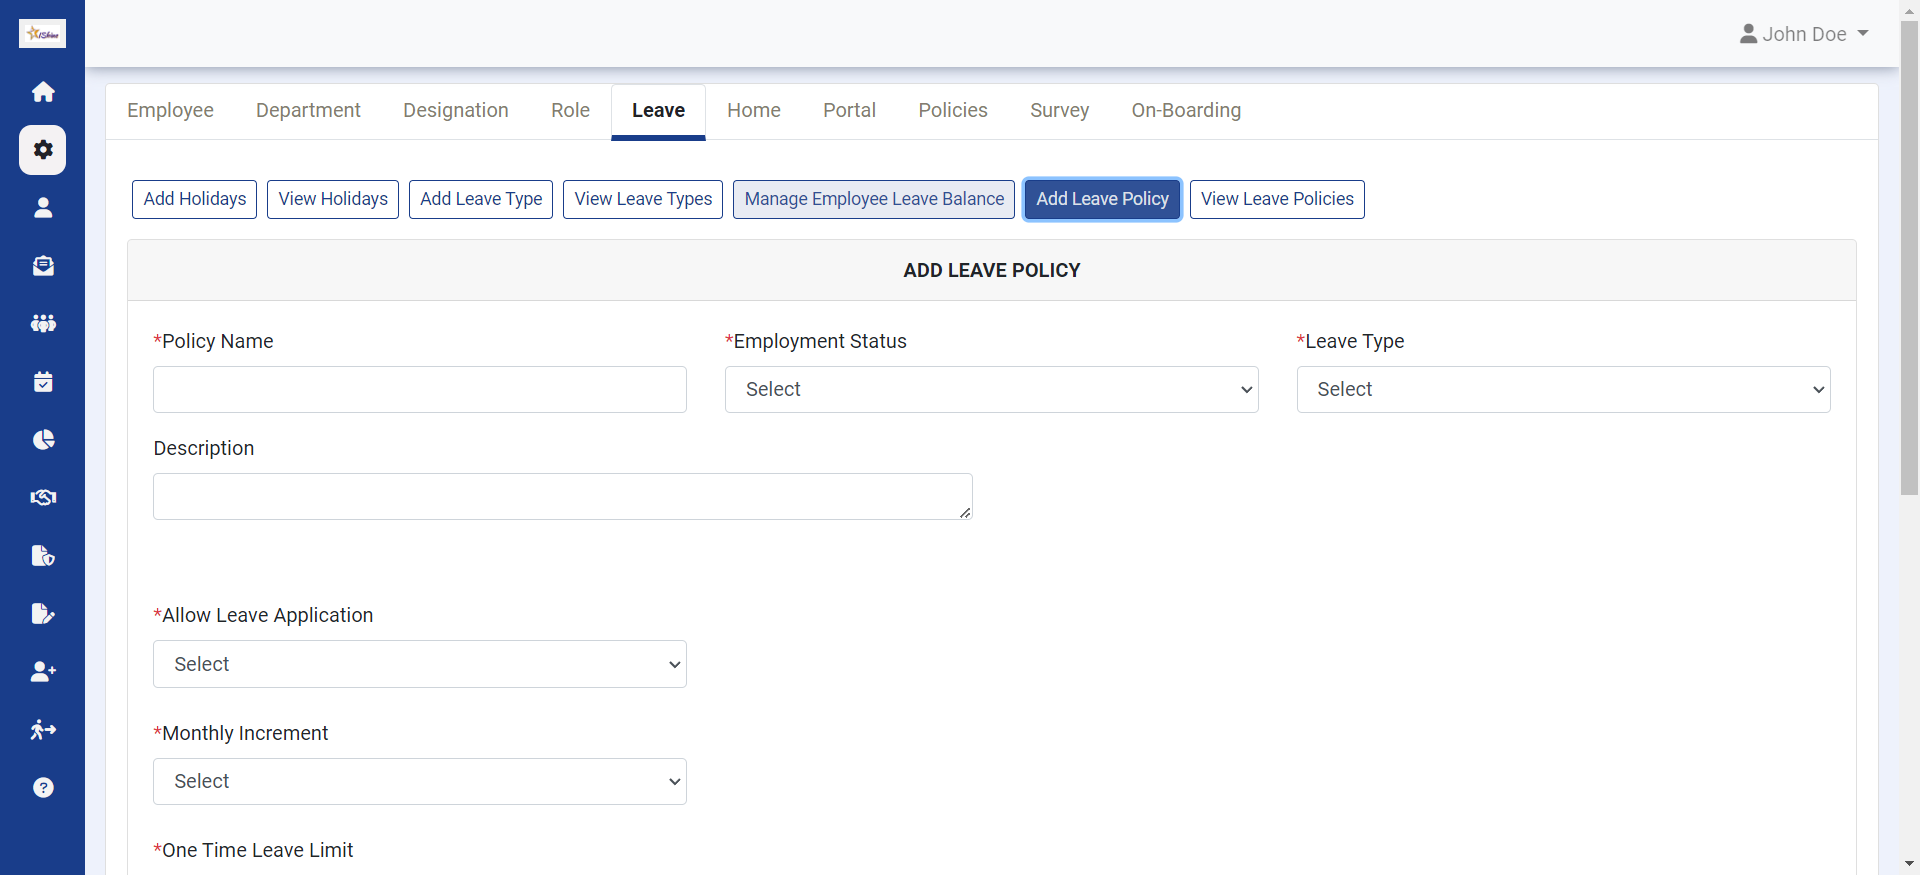 iShine
John Doe
Employee Department Designation Role Leave Home Portal Policies Survey On-Boarding
Add Holidays View Holidays Add Leave Type View Leave Types Manage Employee Leave Balance Add Leave Policy View Leave Policies
ADD LEAVE POLICY
*Policy Name *Employment Status *Leave Type
Select Select
Description
*Allow Leave Application
Select
*Monthly Increment
Select
*One Time Leave Limit